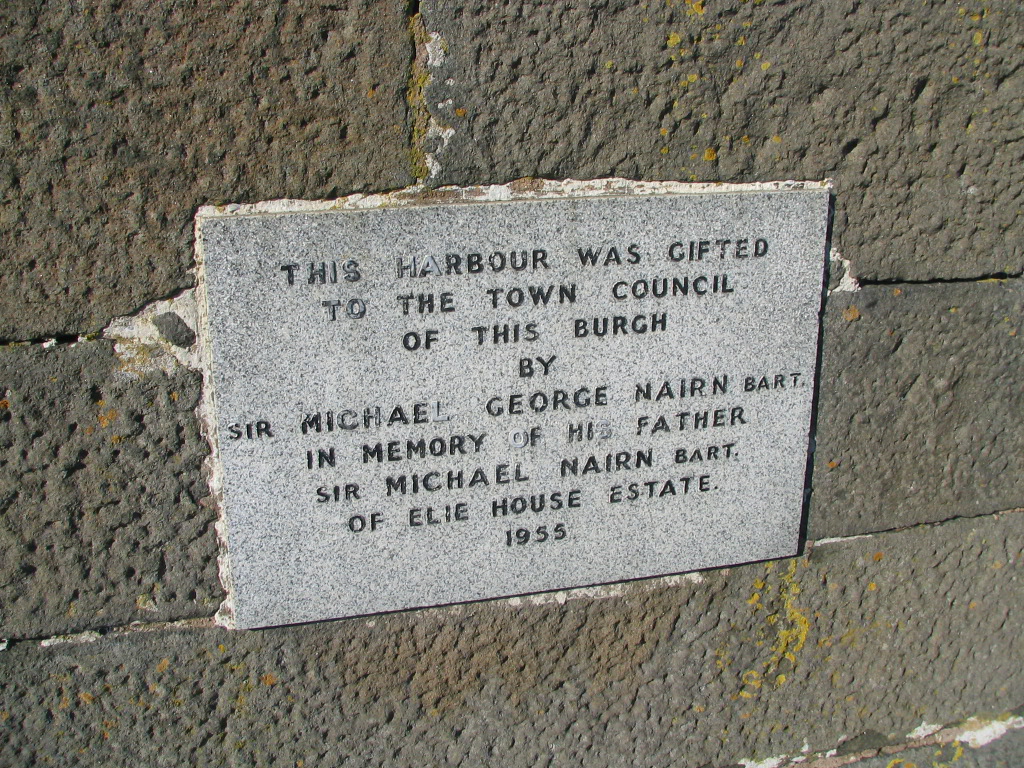 THIS HARBOUR WAS GIFTED
TO THE TOWN COUNCIL
OF THIS BURGH
BY
SIR MICHAEL GEORGE NAIRN BART.
IN MEMORY OF HIS FATHER
SIR MICHAEL NAIRN BART.
OF ELIE HOUSE ESTATE.
1955